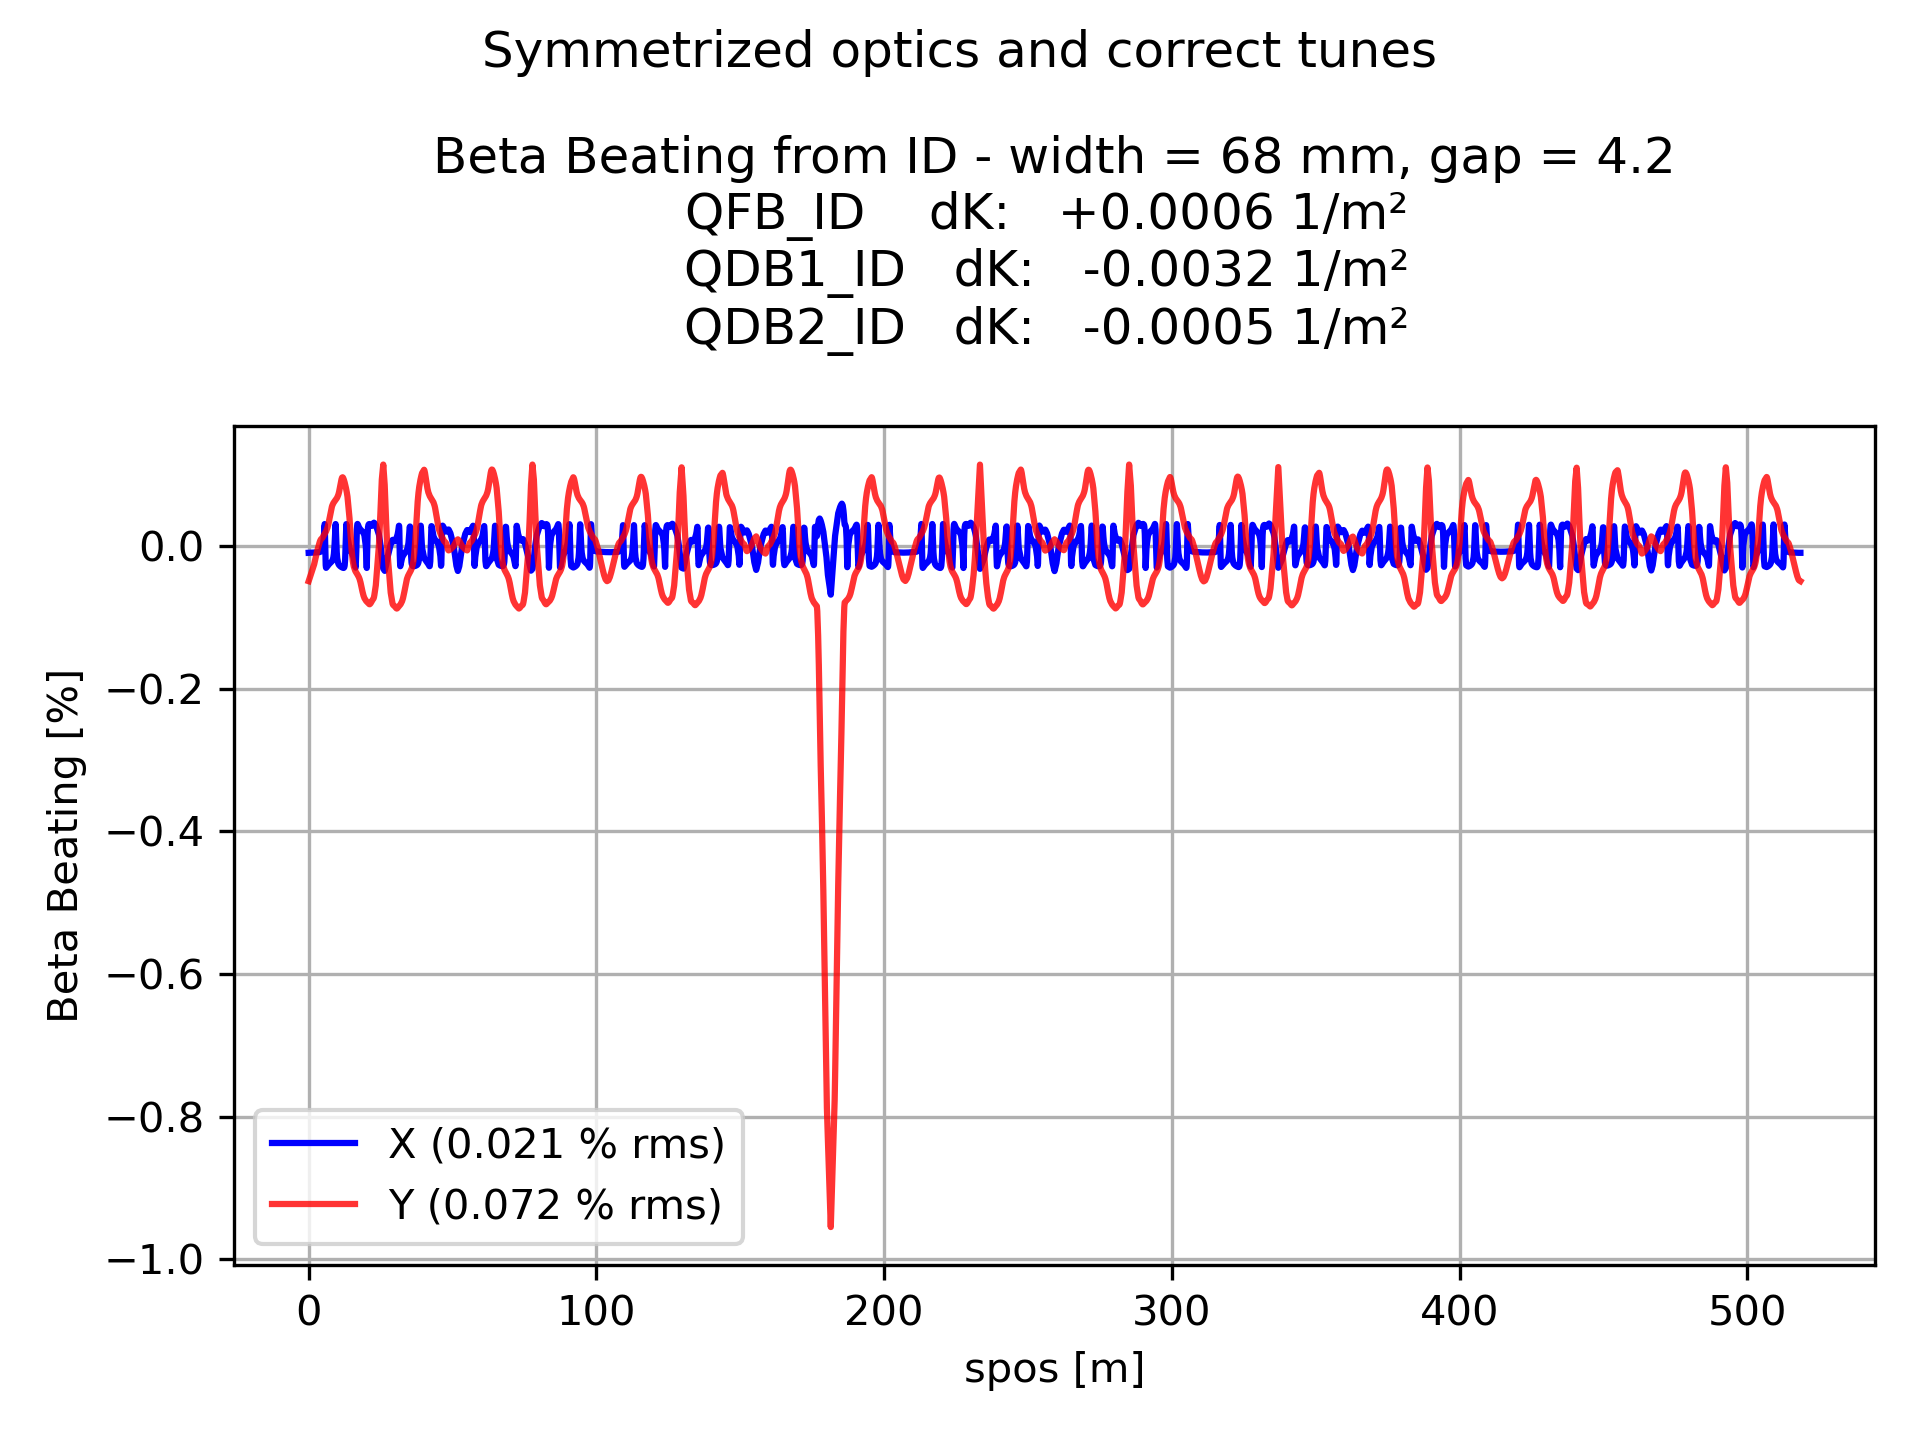 Symmetrized optics and correct tunes
Beta Beating from ID - width = 68 mm, gap = 4.2
QFB_ID dK: +0.0006 1/m²
QDB1_ID dK: -0.0032 1/m²
QDB2_ID dK: -0.0005 1/m²
Beta Beating [%]
0.0
−0.2
−0.4
−0.6
−0.8
−1.0
X (0.021 % rms)
Y (0.072 % rms)
0 100 200 300 400 500
spos [m]